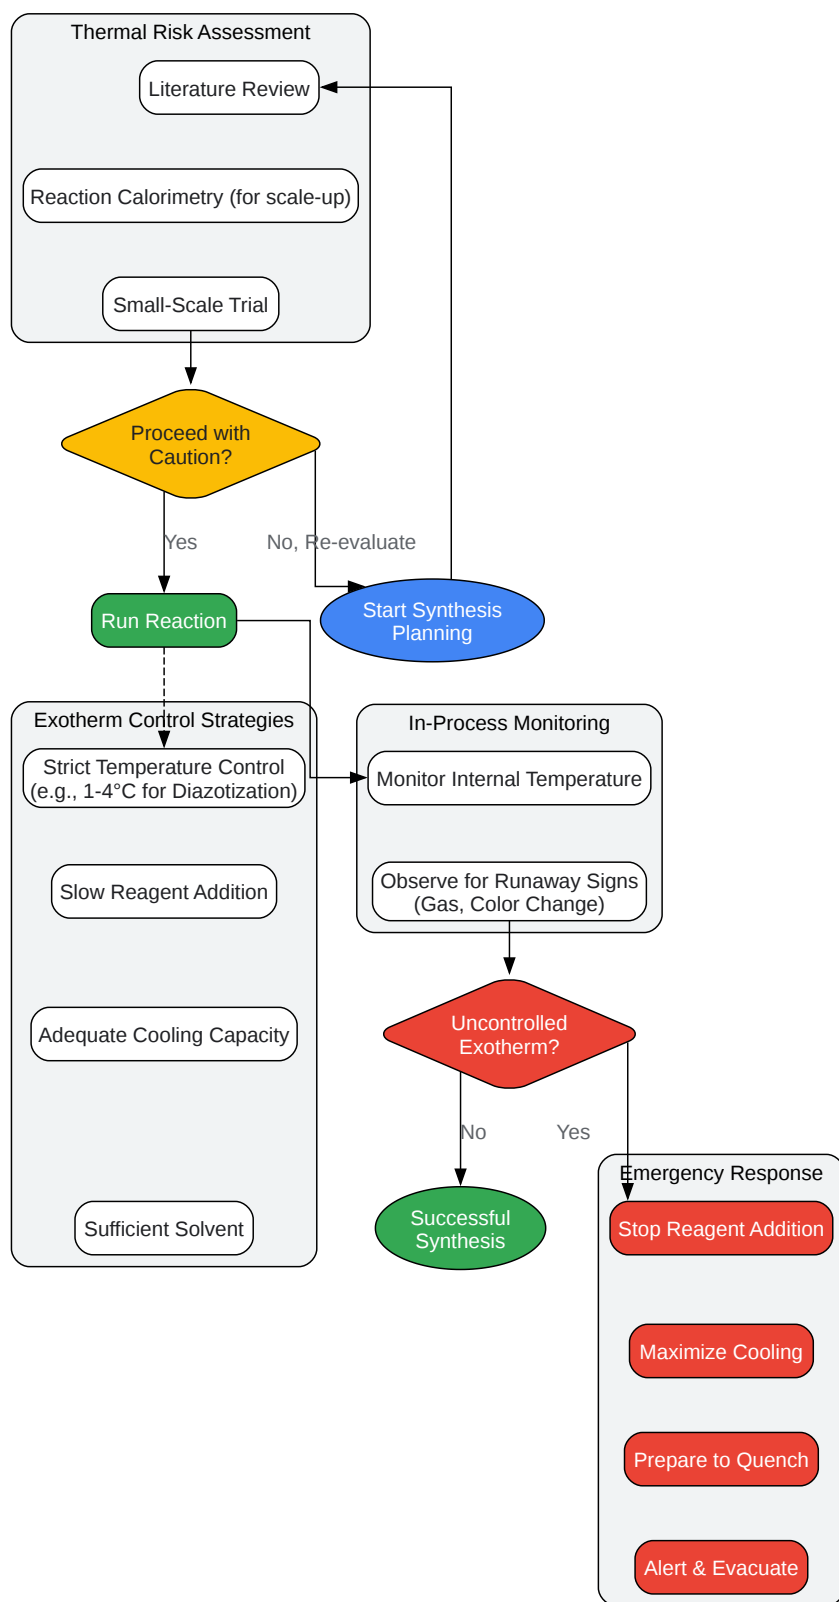 Thermal Risk Assessment
Literature Review
Reaction Calorimetry (for scale-up)
Small-Scale Trial
Proceed with
Caution?
Yes
No, Re-evaluate
Run Reaction
Start Synthesis
Planning
Exotherm Control Strategies
Strict Temperature Control
(e.g., 1-4°C for Diazotization)
Slow Reagent Addition
Adequate Cooling Capacity
Sufficient Solvent
In-Process Monitoring
Monitor Internal Temperature
Observe for Runaway Signs
(Gas, Color Change)
Uncontrolled
Exotherm?
No
Yes
Successful
Synthesis
Emergency Response
Stop Reagent Addition
Maximize Cooling
Prepare to Quench
Alert & Evacuate